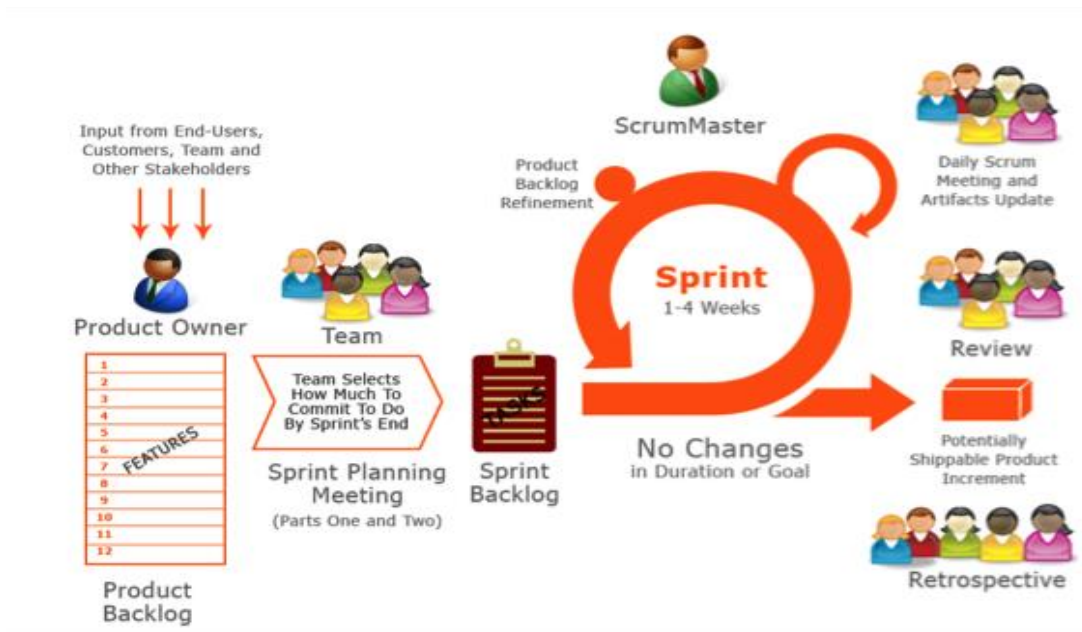 Input from End-Users,
Customers, Team and
Other Stakeholders
Product Owner
1
2
3
4
5
6
7
8
9
10
11
12
FEATURES
Product
Backlog
Team
Team Selects
How Much To
Commit To Do
By Sprint's End
Sprint Planning
Meeting
(Parts One and Two)
TASKS
Sprint
Backlog
ScrumMaster
Product
Backlog
Refinement
Sprint
1-4 Weeks
No Changes
in Duration or Goal
Daily Scrum
Meeting and
Artifacts Update
Review
Potentially
Shippable Product
Increment
Retrospective